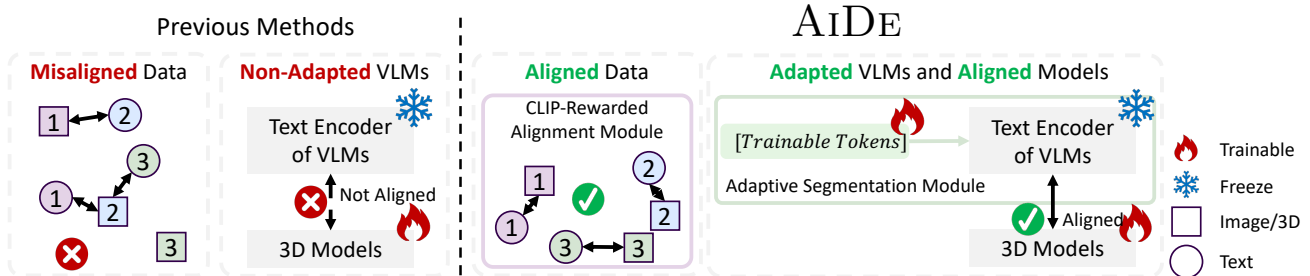 Previous Methods
AIDE
Misaligned Data
1
2
3
1
2
3
Non-Adapted VLMs
Text Encoder
of VLMs
Not Aligned
3D Models
Aligned Data
CLIP-Rewarded
Alignment Module
1
2
1
2
3
3
Adapted VLMs and Aligned Models
[Trainable Tokens]
Text Encoder
of VLMs
Adaptive Segmentation Module
Aligned
3D Models
Trainable
Freeze
Image/3D
Text